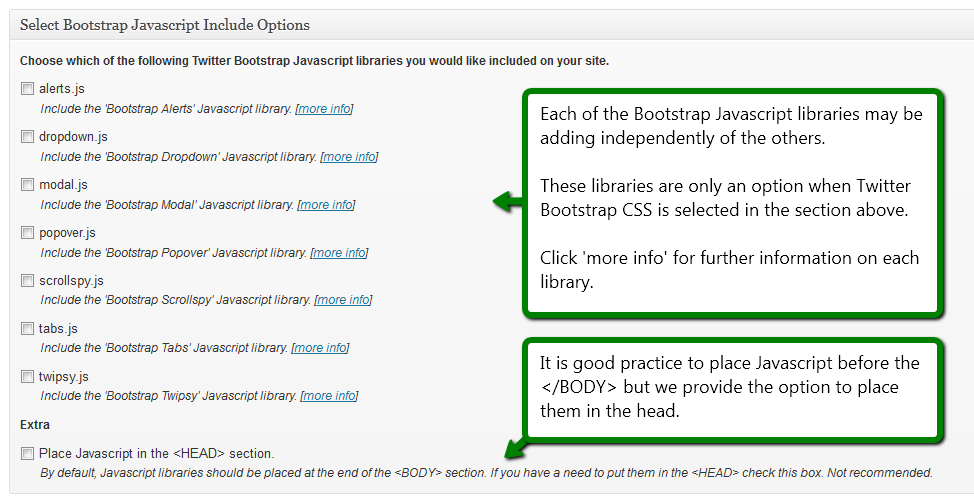 Select Bootstrap Javascript Include Options
Choose which of the following Twitter Bootstrap Javascript libraries you would like included on your site.
alerts.js
Include the 'Bootstrap Alerts' Javascript library. [more info]
dropdown.js
Include the 'Bootstrap Dropdown' Javascript library. [more info]
modal.js
Include the 'Bootstrap Modal' Javascript library. [more info]
popover.js
Include the 'Bootstrap Popover' Javascript library. [more info]
scrollspy.js
Include the 'Bootstrap Scrollspy' Javascript library. [more info]
tabs.js
Include the 'Bootstrap Tabs' Javascript library. [more info]
twipsy.js
Include the 'Bootstrap Twipsy' Javascript library. [more info]
Extra
Place Javascript in the <HEAD> section.
By default, Javascript libraries should be placed at the end of the <BODY> section. If you have a need to put them in the <HEAD> check this box. Not recommended.
Each of the Bootstrap Javascript libraries may be
adding independently of the others.
These libraries are only an option when Twitter
Bootstrap CSS is selected in the section above.
Click 'more info' for further information on each
library.
It is good practice to place Javascript before the
</BODY> but we provide the option to place
them in the head.